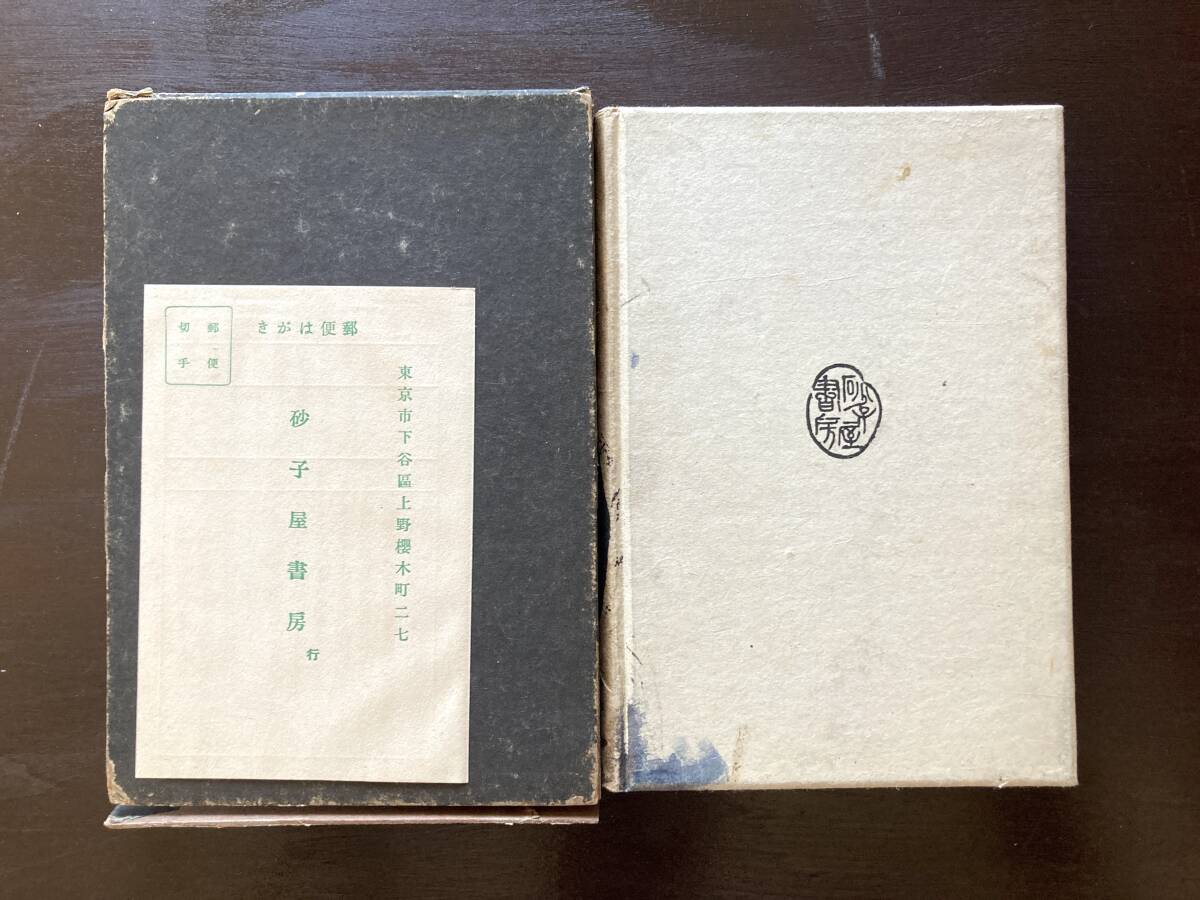 きがは便郵
郵便
切手
東京市下谷區上野櫻木町二七
砂子屋書房行
砂子屋
書房